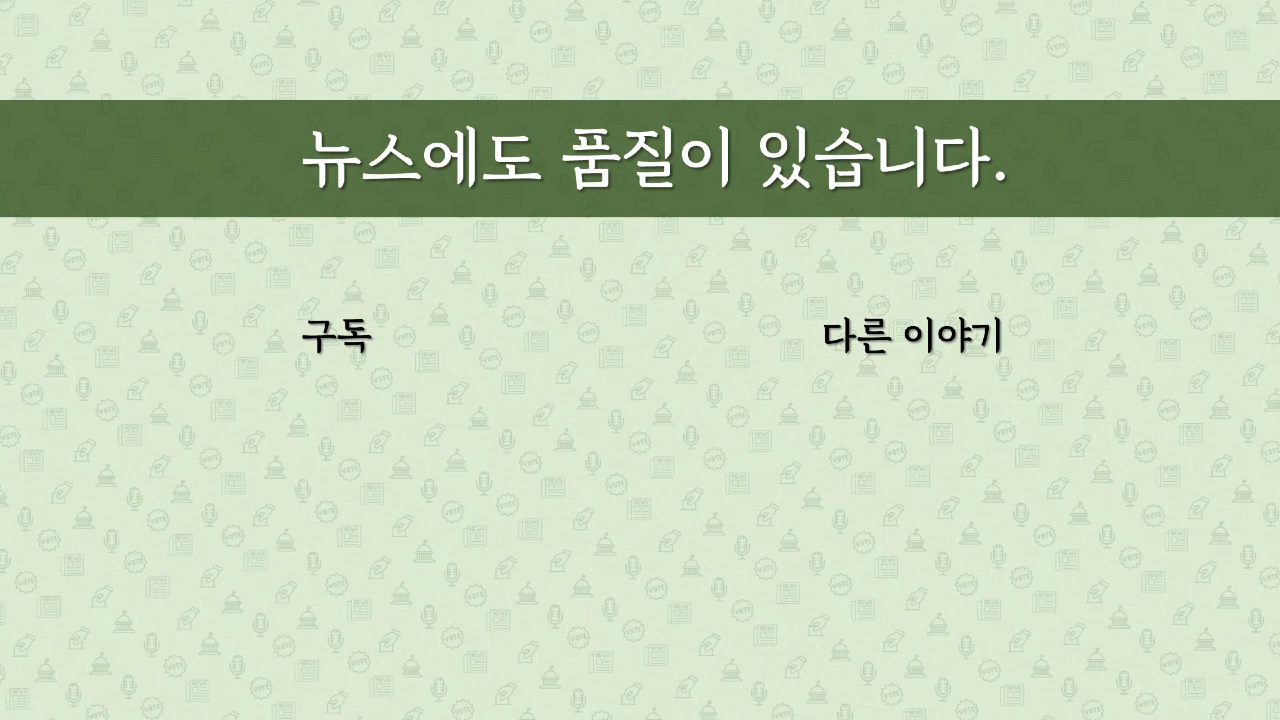 뉴스에도 품질이 있습니다.
구독
다른 이야기